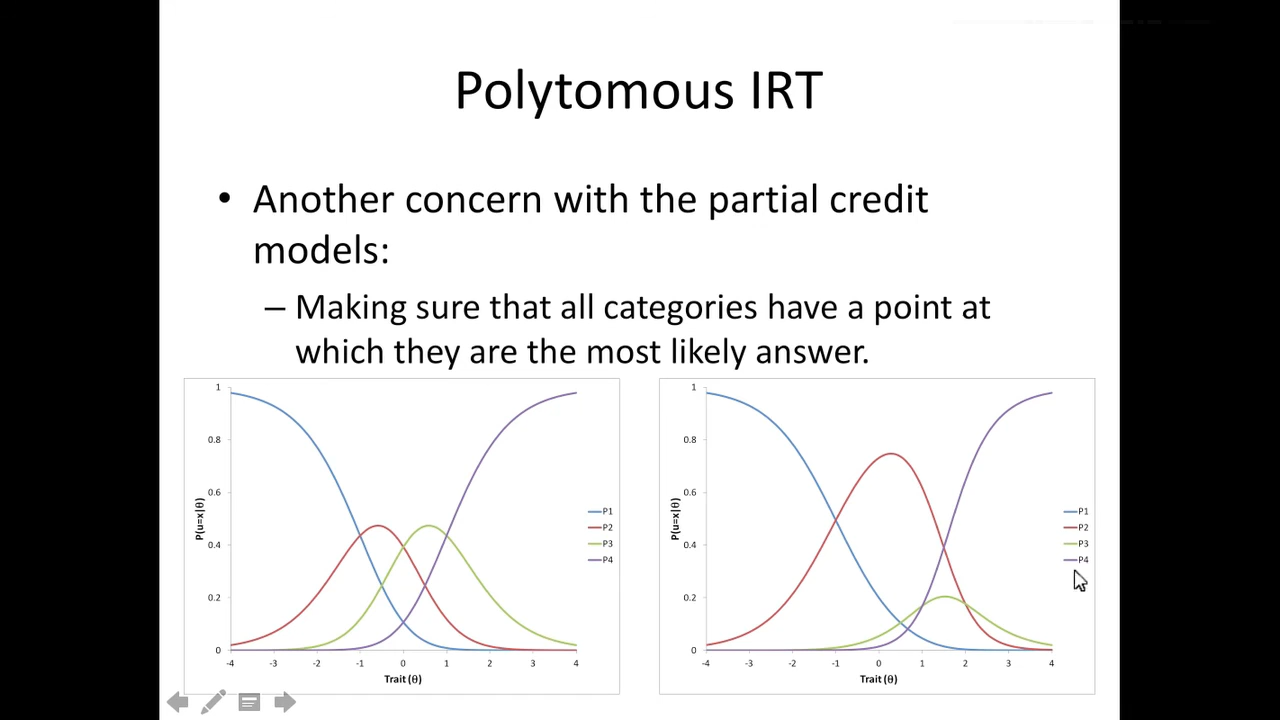 Polytomous IRT
• Another concern with the partial credit
models:
– Making sure that all categories have a point at
which they are the most likely answer.
1
0.8
0.6
0.4
0.2
0
P(u=x|θ)
-4 -3 -2 -1 0 1 2 3 4
Trait (θ)
P1
P2
P3
P4
1
0.8
0.6
0.4
0.2
0
P(u=x|θ)
-4 -3 -2 -1 0 1 2 3 4
Trait (θ)
P1
P2
P3
P4